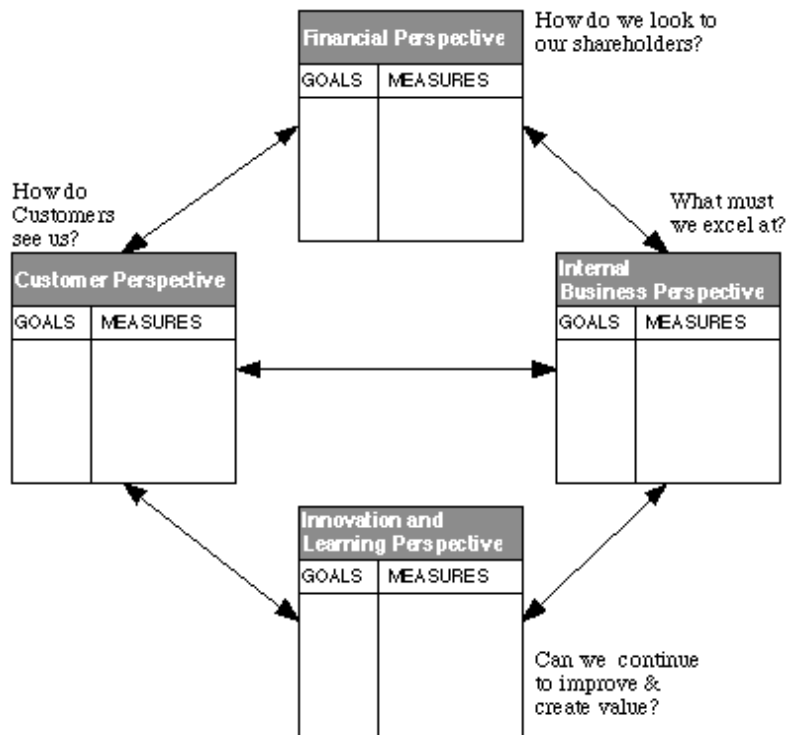 Financial Perspective
How do we look to
our shareholders?
GOALS MEASURES
How do
Customers
see us?
What must
we excel at?
Customer Perspective
GOALS MEASURES
Internal
Business Perspective
GOALS MEASURES
Innovation and
Learning Perspective
GOALS MEASURES
Can we continue
to improve &
create value?